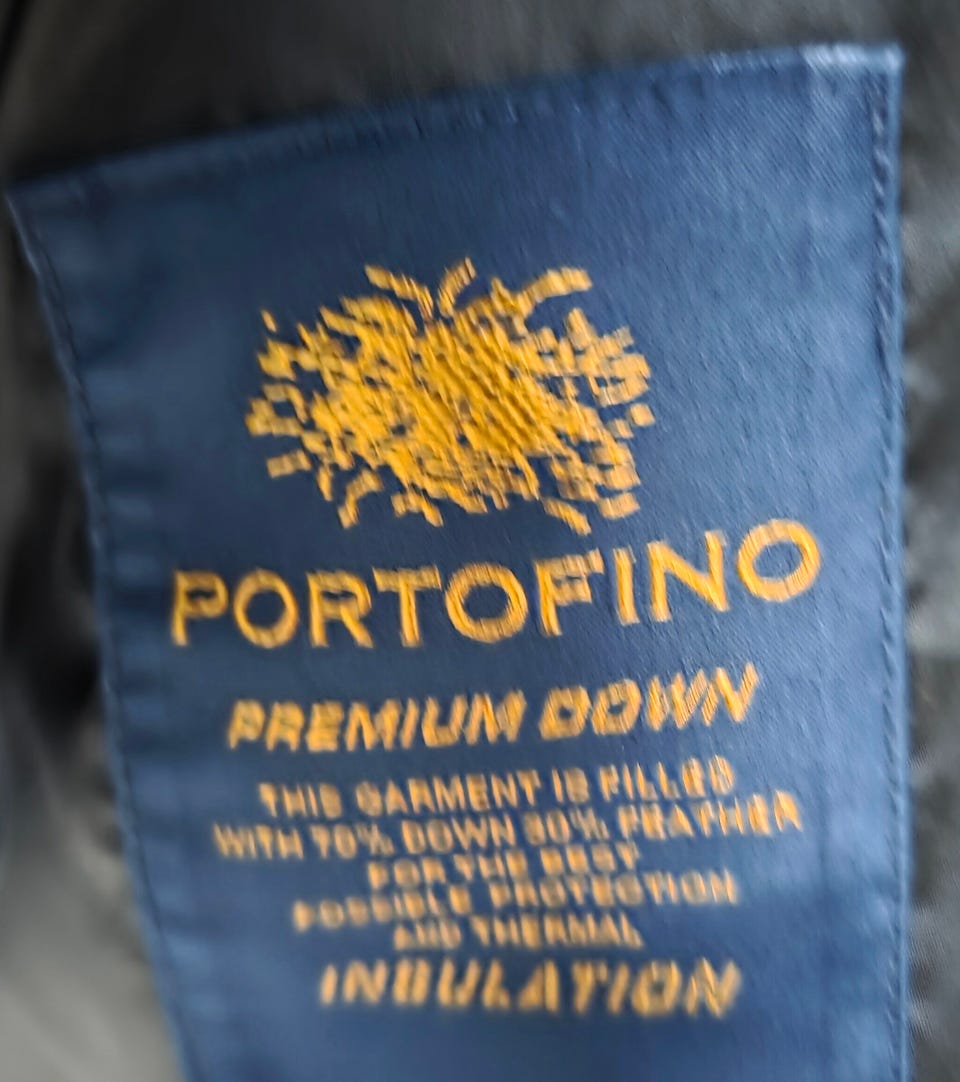 PORTOFINO
PREMIUM DOWN
THIS GARMENT IS FILLED
WITH 70% DOWN 30% FEATHER
FOR THE BEST
POSSIBLE PROTECTION
AND THERMAL
INSULATION